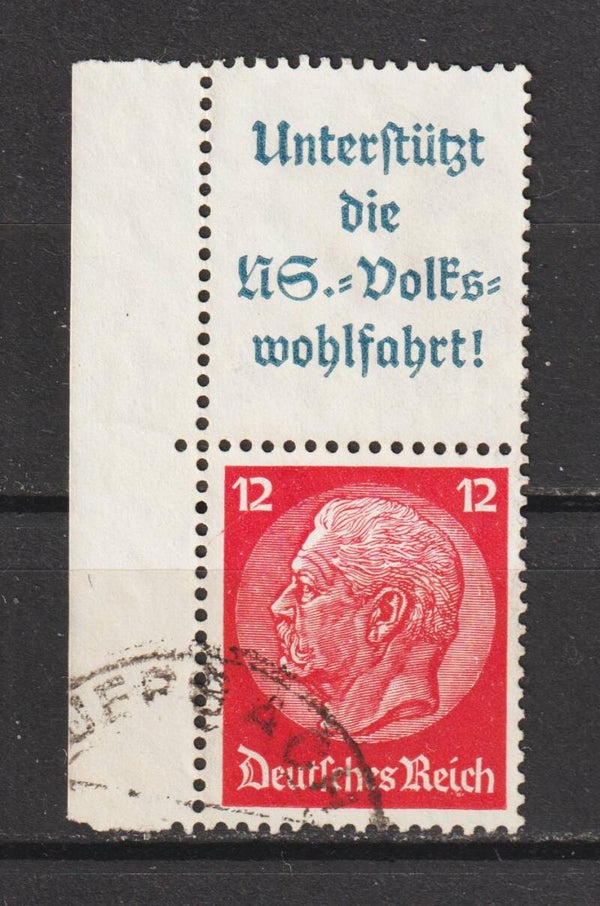 Unterſtützt
die
NS.=Volks=
wohlfahrt!
12 12
Deutſches Reich